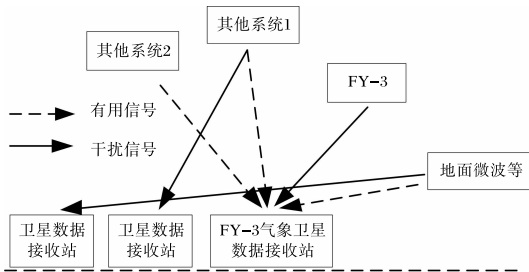 其他系统1
其他系统2
FY-3
有用信号
干扰信号
地面微波等
卫星数据
接收站
卫星数据
接收站
FY-3气象卫星
数据接收站